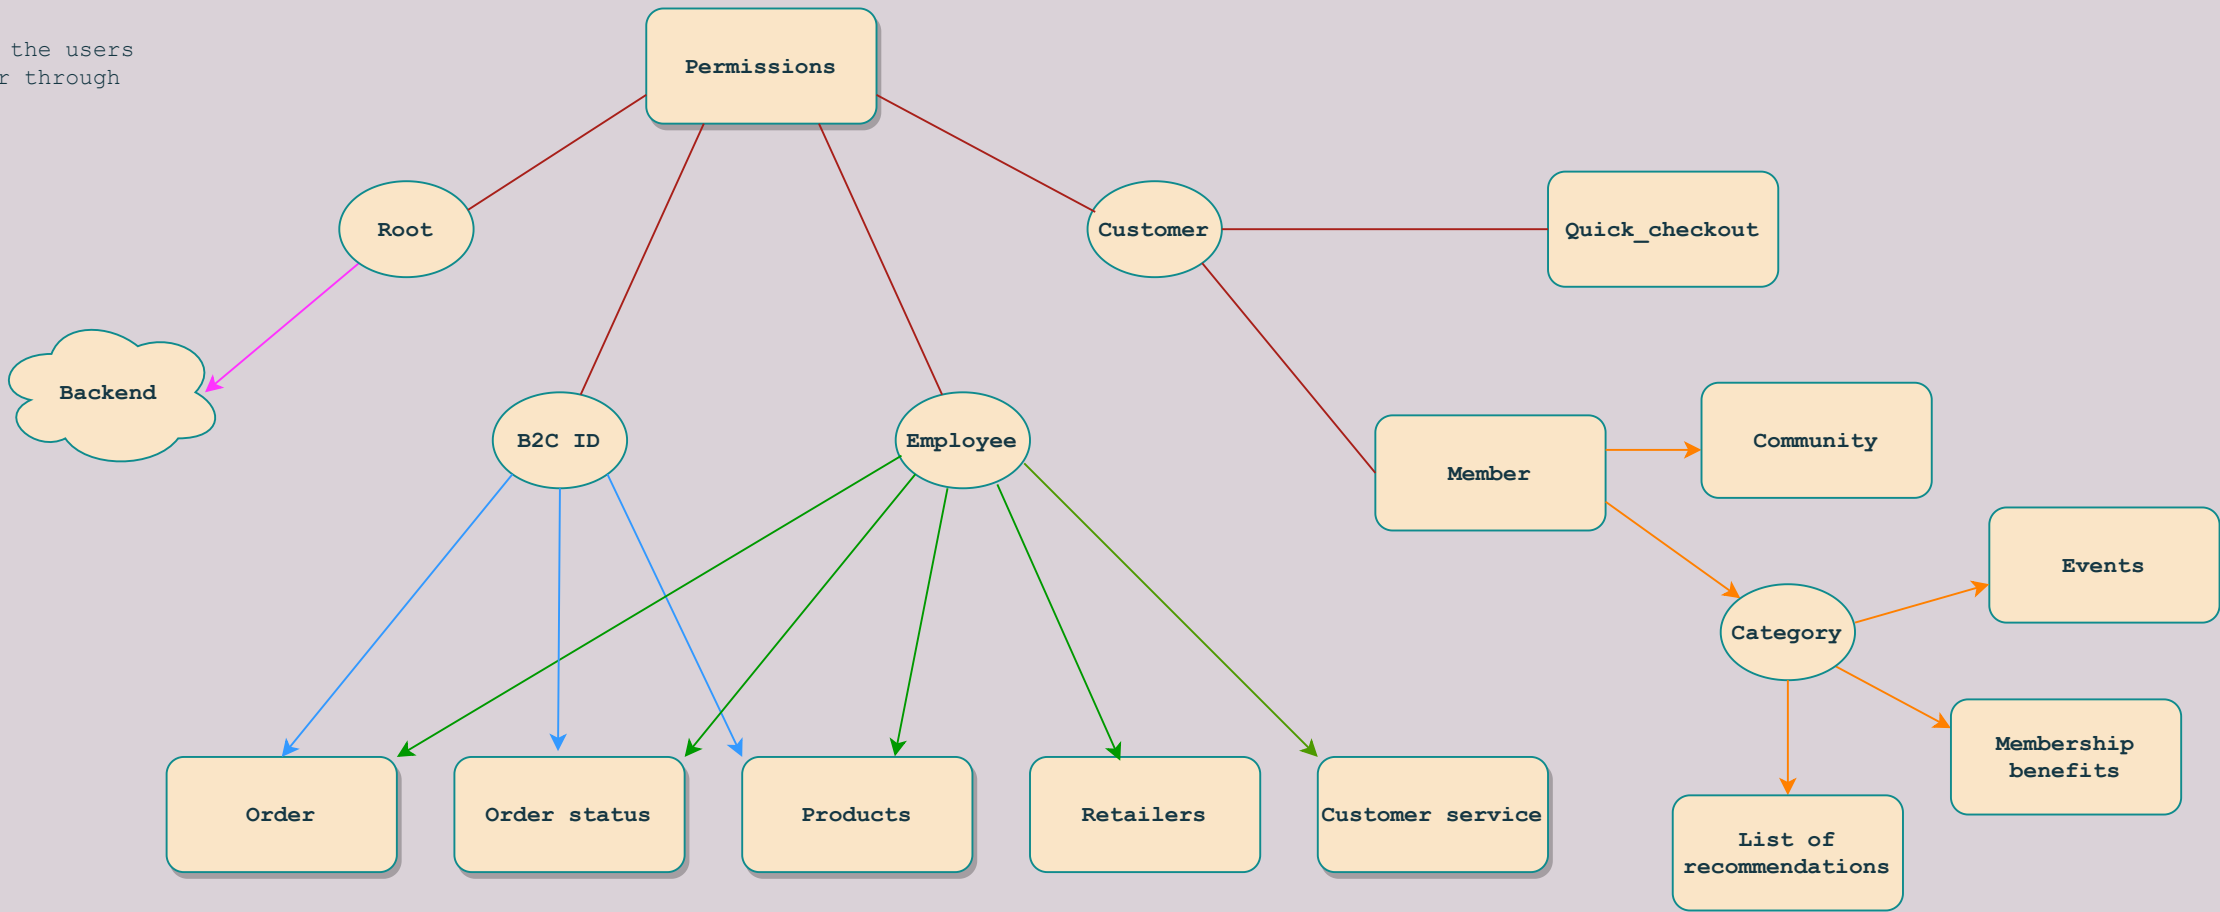 the users
r through
Permissions
Root
Customer
Quick_checkout
Backend
B2C ID
Employee
Member
Community
Events
Category
Membership
benefits
Order
Order status
Products
Retailers
Customer service
List of
recommendations